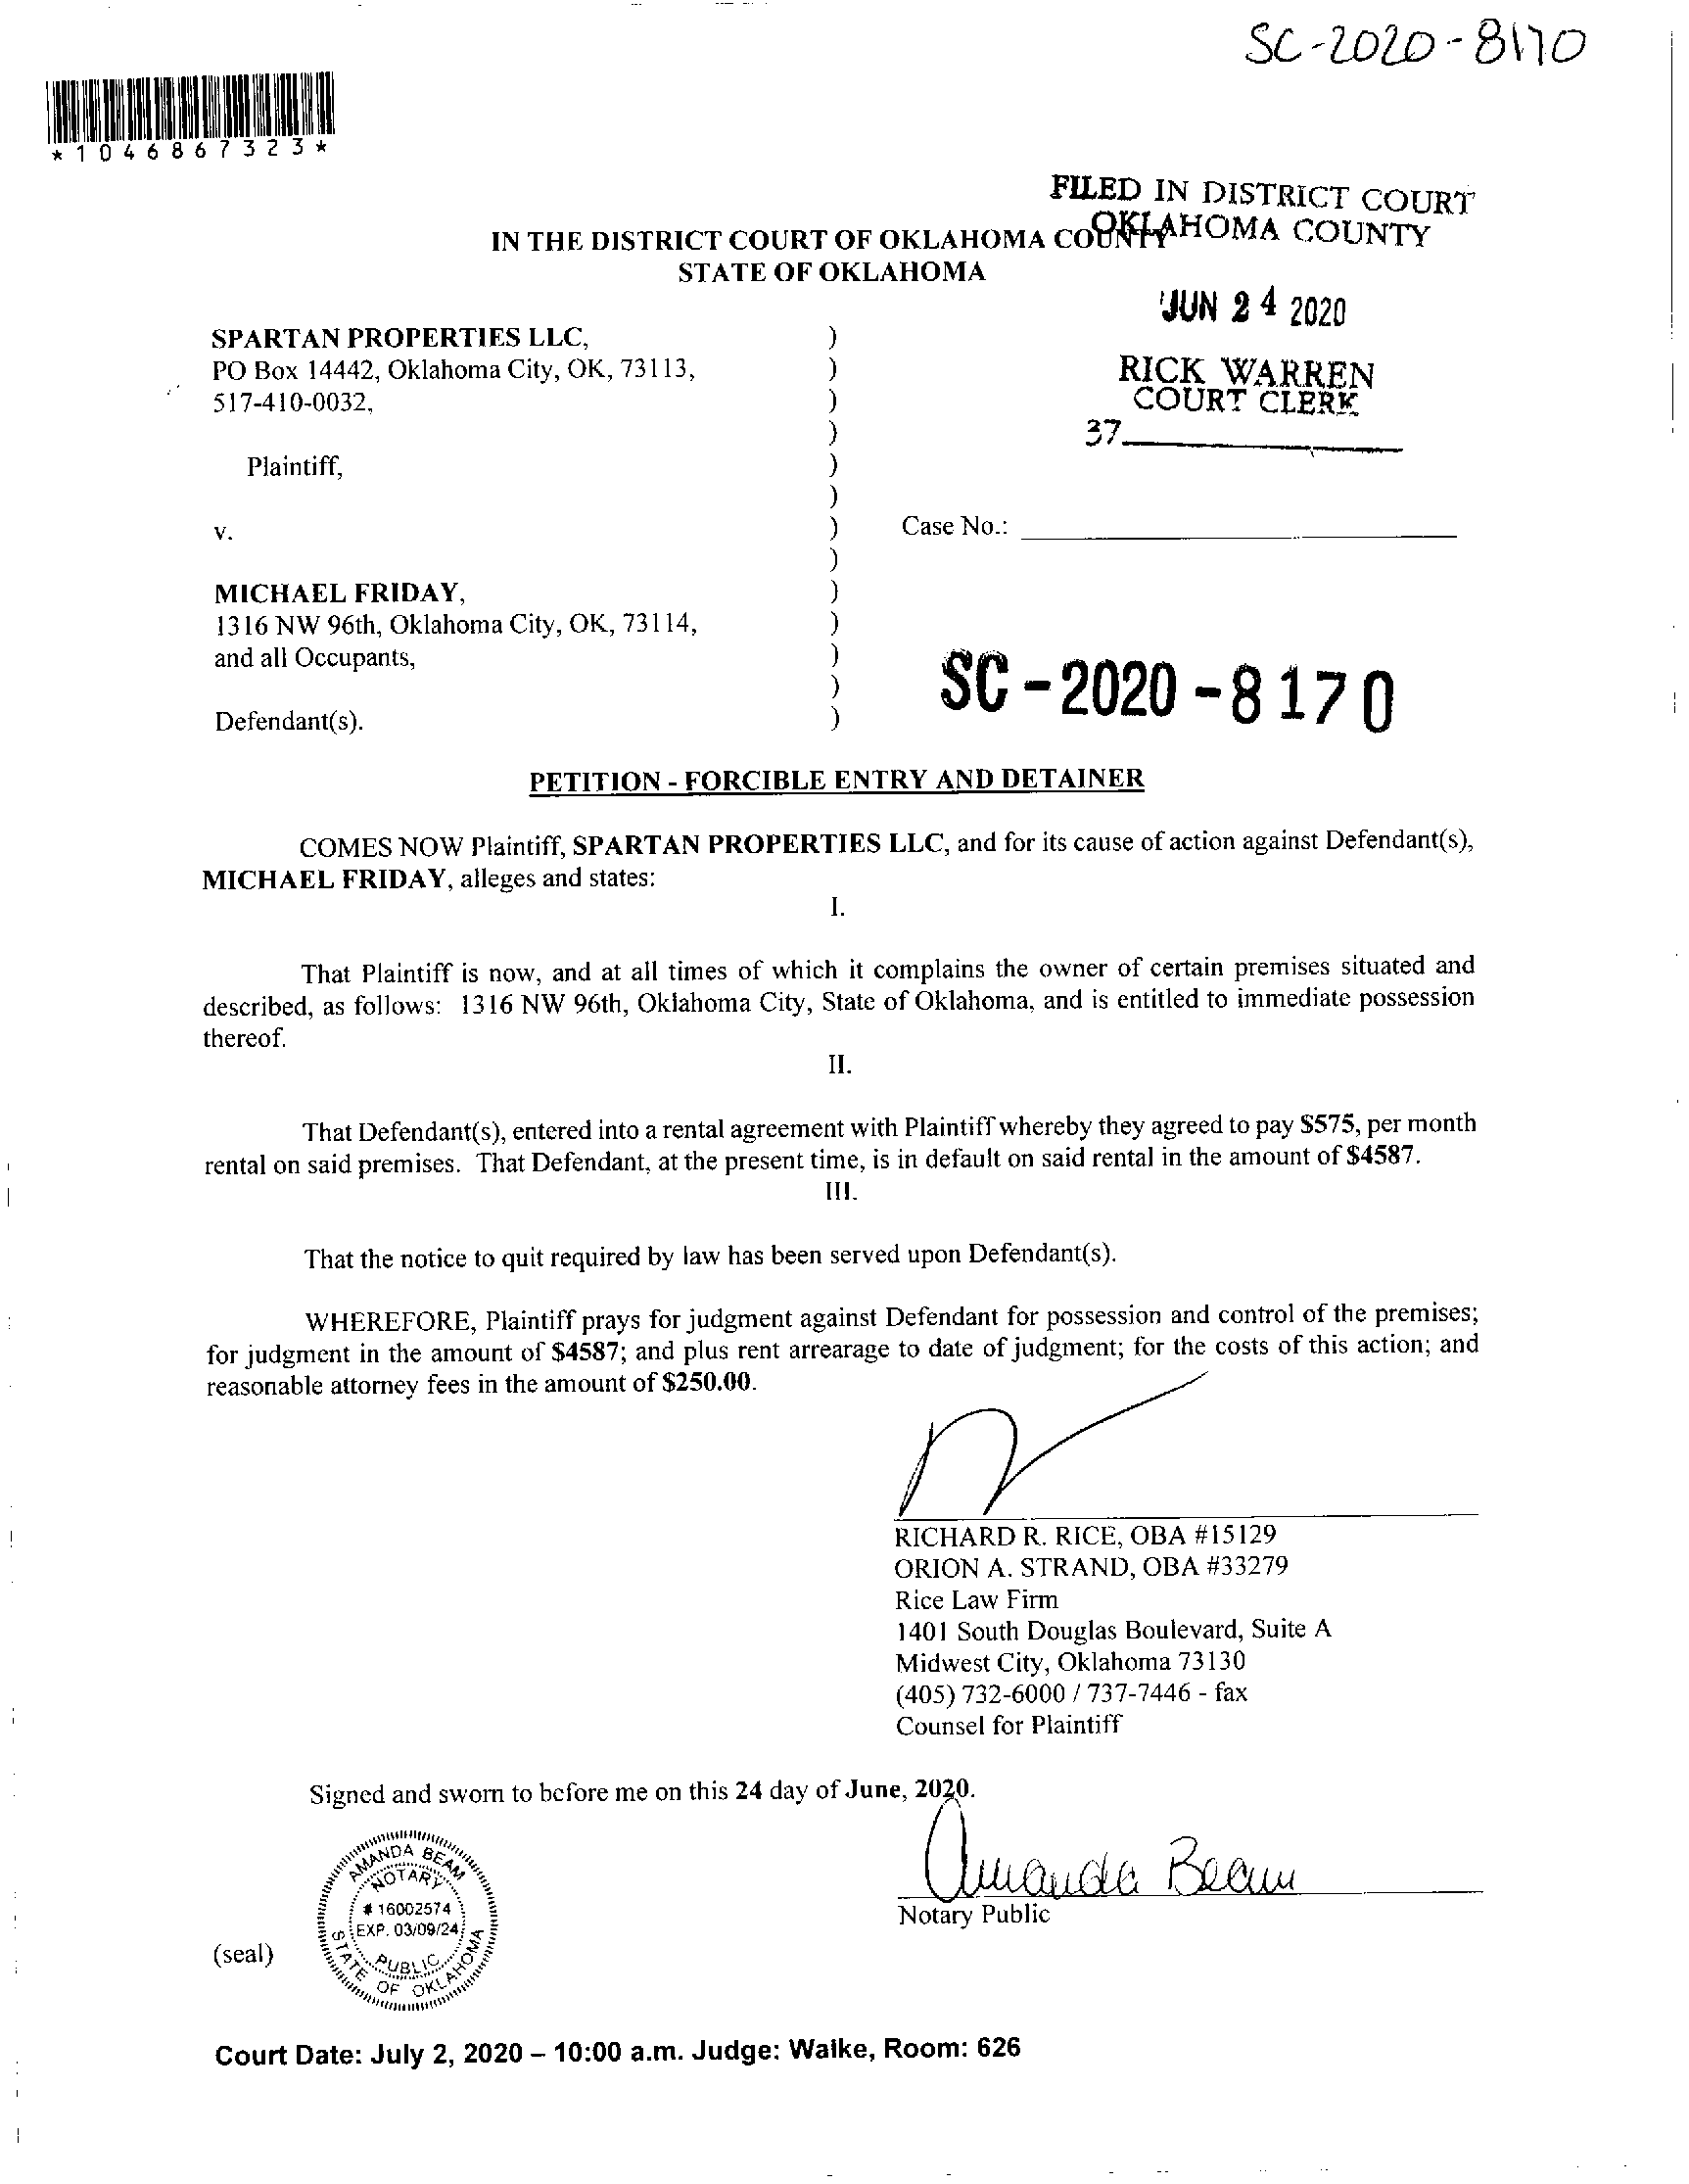 SC-2020-8170
*1046867323*
FILED IN DISTRICT COURT
OKLAHOMA COUNTY
IN THE DISTRICT COURT OF OKLAHOMA COUNTY
STATE OF OKLAHOMA
JUN 24 2020
RICK WARREN
COURT CLERK
37
SPARTAN PROPERTIES LLC, )
PO Box 14442, Oklahoma City, OK, 73113, )
517-410-0032, )
)
Plaintiff, )
)
v. ) Case No.:
)
MICHAEL FRIDAY, )
1316 NW 96th, Oklahoma City, OK, 73114, )
and all Occupants, )
)
Defendant(s). )
SC-2020-8170
PETITION - FORCIBLE ENTRY AND DETAINER
COMES NOW Plaintiff, SPARTAN PROPERTIES LLC, and for its cause of action against Defendant(s),
MICHAEL FRIDAY, alleges and states:
I.
That Plaintiff is now, and at all times of which it complains the owner of certain premises situated and
described, as follows: 1316 NW 96th, Oklahoma City, State of Oklahoma, and is entitled to immediate possession
thereof.
II.
That Defendant(s), entered into a rental agreement with Plaintiff whereby they agreed to pay $575, per month
rental on said premises. That Defendant, at the present time, is in default on said rental in the amount of $4587.
III.
That the notice to quit required by law has been served upon Defendant(s).
WHEREFORE, Plaintiff prays for judgment against Defendant for possession and control of the premises;
for judgment in the amount of $4587; and plus rent arrearage to date of judgment; for the costs of this action; and
reasonable attorney fees in the amount of $250.00.
RICHARD R. RICE, OBA #15129
ORION A. STRAND, OBA #33279
Rice Law Firm
1401 South Douglas Boulevard, Suite A
Midwest City, Oklahoma 73130
(405) 732-6000 / 737-7446 - fax
Counsel for Plaintiff
Signed and sworn to before me on this 24 day of June, 2020.
Amanda Beam
Notary Public
(seal)
AMANDA BEAM
NOTARY
# 16002574
EXP. 03/09/24
PUBLIC
STATE OF OKLAHOMA
Court Date: July 2, 2020 – 10:00 a.m. Judge: Walke, Room: 626